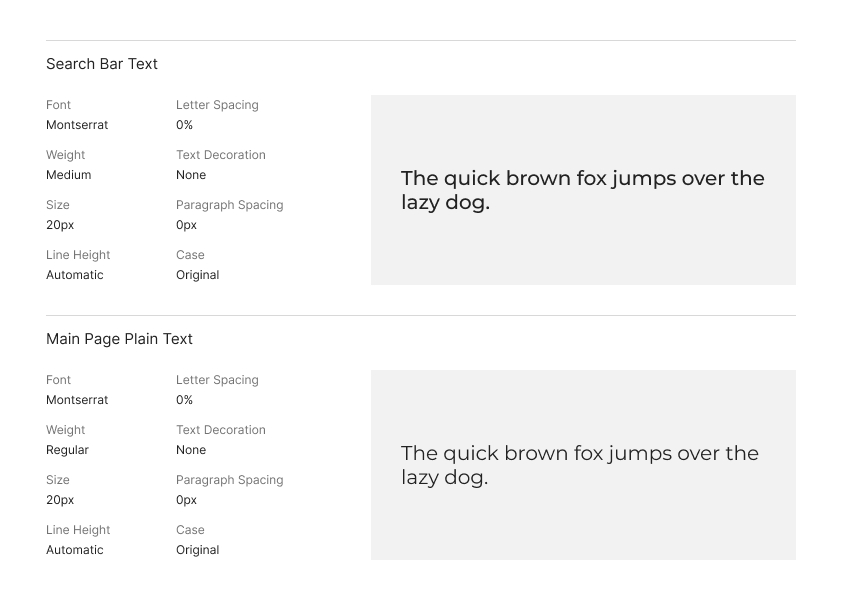 Search Bar Text
Font
Letter Spacing
Montserrat
0%
Weight
Text Decoration
Medium
None
Size
Paragraph Spacing
20px
0px
Line Height
Case
Automatic
Original
The quick brown fox jumps over the
lazy dog.
Main Page Plain Text
Font
Letter Spacing
Montserrat
0%
Weight
Text Decoration
Regular
None
Size
Paragraph Spacing
20px
0px
Line Height
Case
Automatic
Original
The quick brown fox jumps over the
lazy dog.